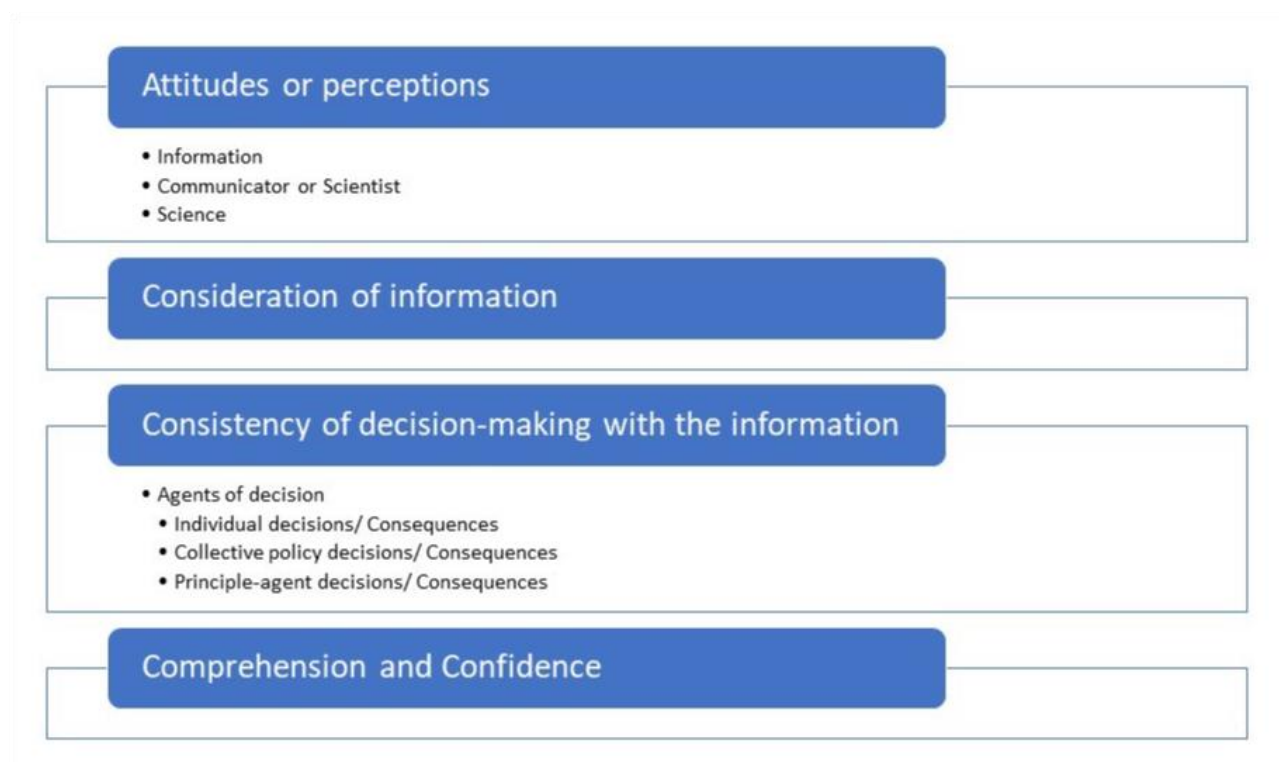 Attitudes or perceptions
• Information
• Communicator or Scientist
• Science
Consideration of information
Consistency of decision-making with the information
• Agents of decision
• Individual decisions/ Consequences
• Collective policy decisions/ Consequences
• Principle-agent decisions/ Consequences
Comprehension and Confidence